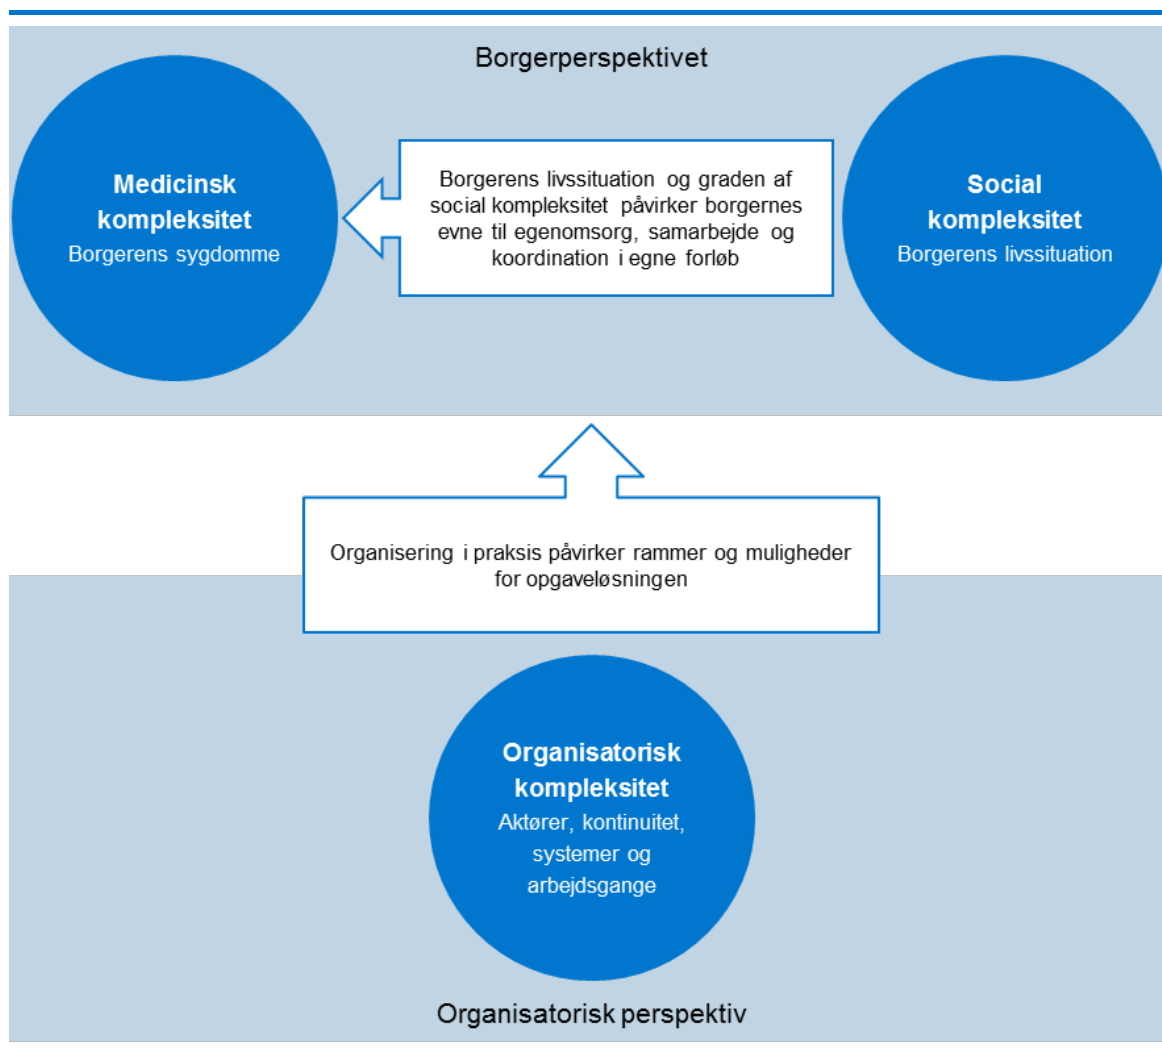 Borgerperspektivet
Medicinsk
kompleksitet
Borgerens sygdomme
Borgerens livssituation og graden af
social kompleksitet påvirker borgernes
evne til egenomsorg, samarbejde og
koordination i egne forløb
Social
kompleksitet
Borgerens livssituation
Organisering i praksis påvirker rammer og muligheder
for opgaveløsningen
Organisatorisk
kompleksitet
Aktører, kontinuitet,
systemer og
arbejdsgange
Organisatorisk perspektiv